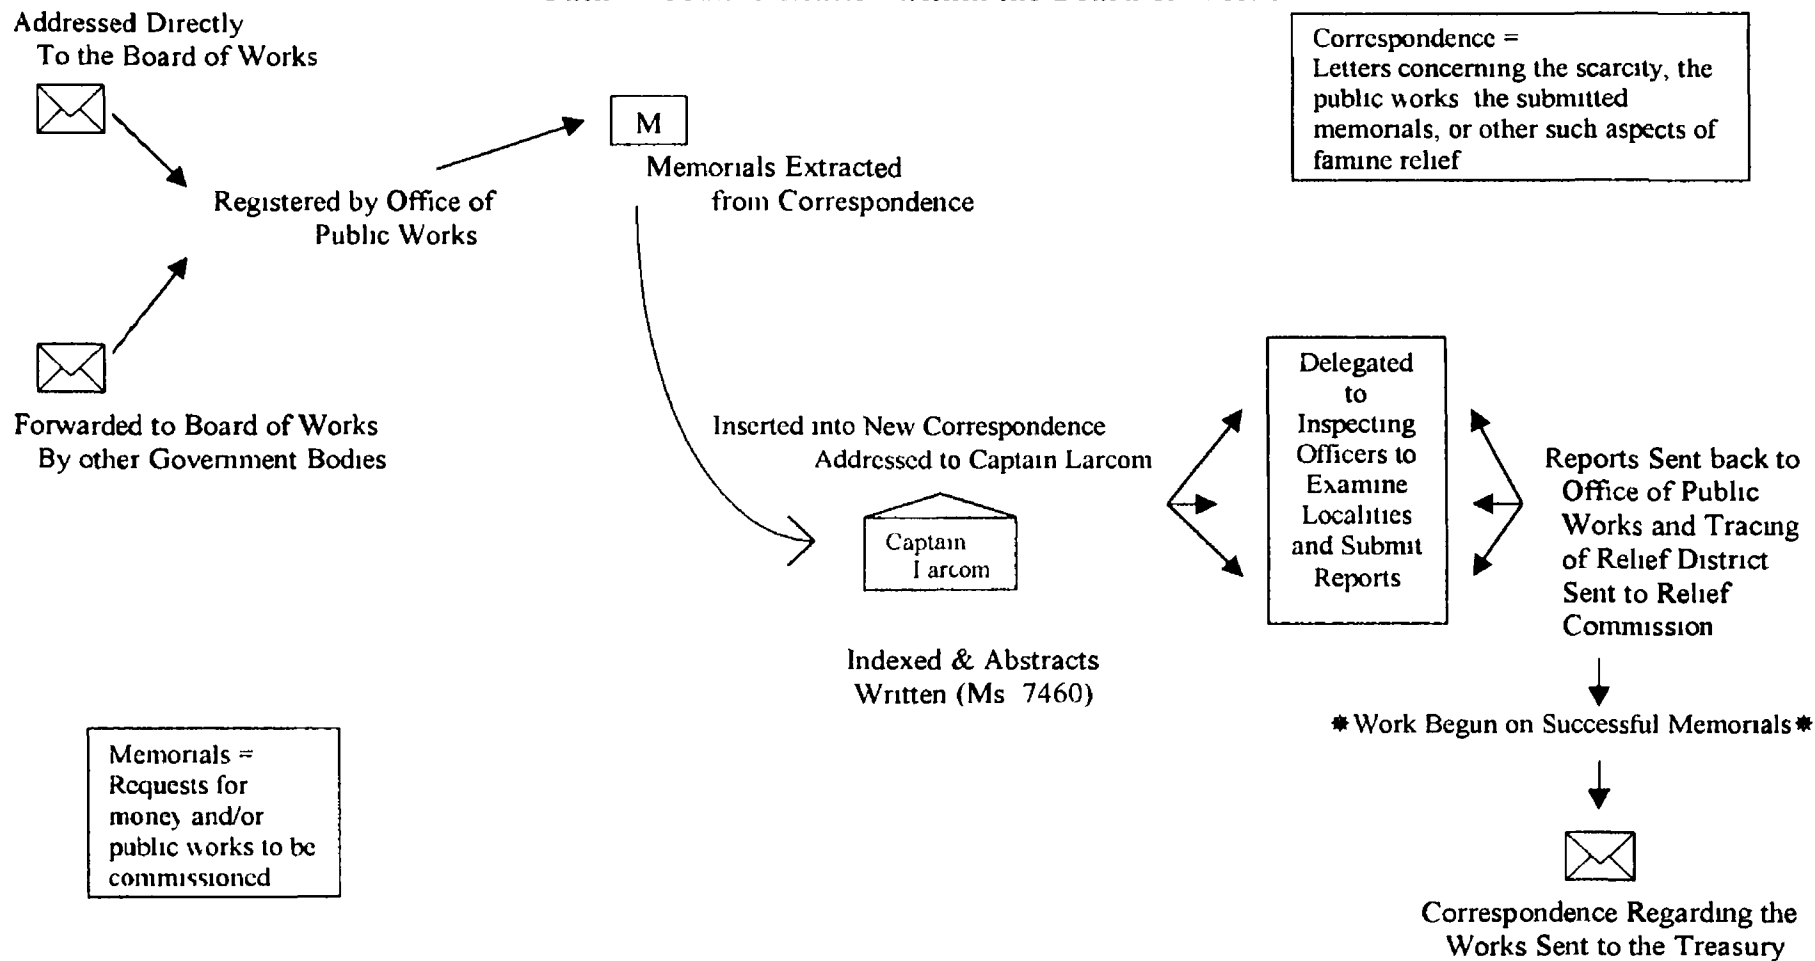 Addressed Directly
To the Board of Works
Correspondence =
Letters concerning the scarcity, the
public works the submitted
memorials, or other such aspects of
famine relief
M
Memorials Extracted
from Correspondence
Registered by Office of
Public Works
Forwarded to Board of Works
By other Government Bodies
Inserted into New Correspondence
Addressed to Captain Larcom
Captain
Larcom
Indexed & Abstracts
Written (Ms 7460)
Delegated
to
Inspecting
Officers to
Examine
Localities
and Submit
Reports
Reports Sent back to
Office of Public
Works and Tracing
of Relief District
Sent to Relief
Commission
*Work Begun on Successful Memorials*
Memorials =
Requests for
money and/or
public works to be
commissioned
Correspondence Regarding the
Works Sent to the Treasury